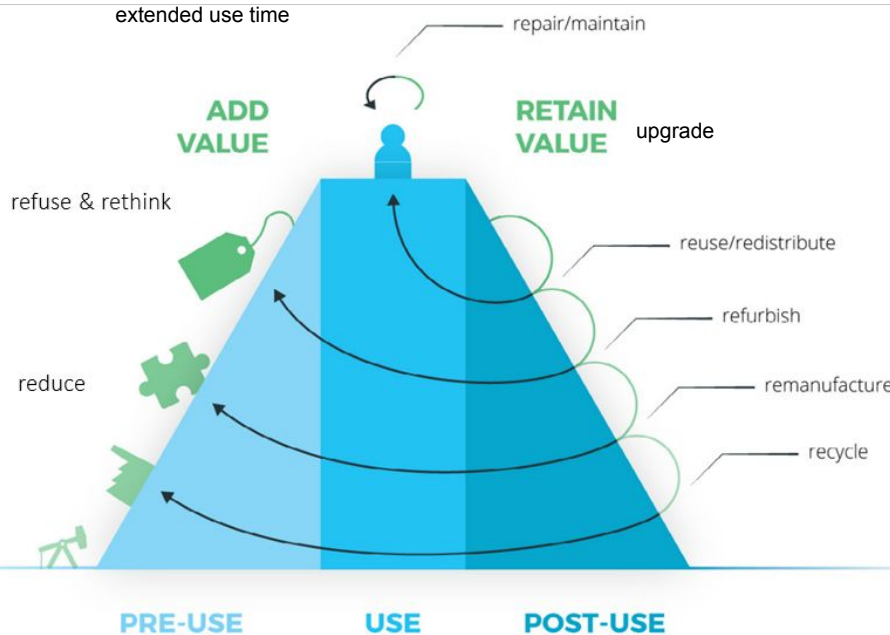 extended use time
repair/maintain
ADD
VALUE
RETAIN
VALUE
upgrade
refuse & rethink
reuse/redistribute
refurbish
reduce
remanufacture
recycle
PRE-USE
USE
POST-USE